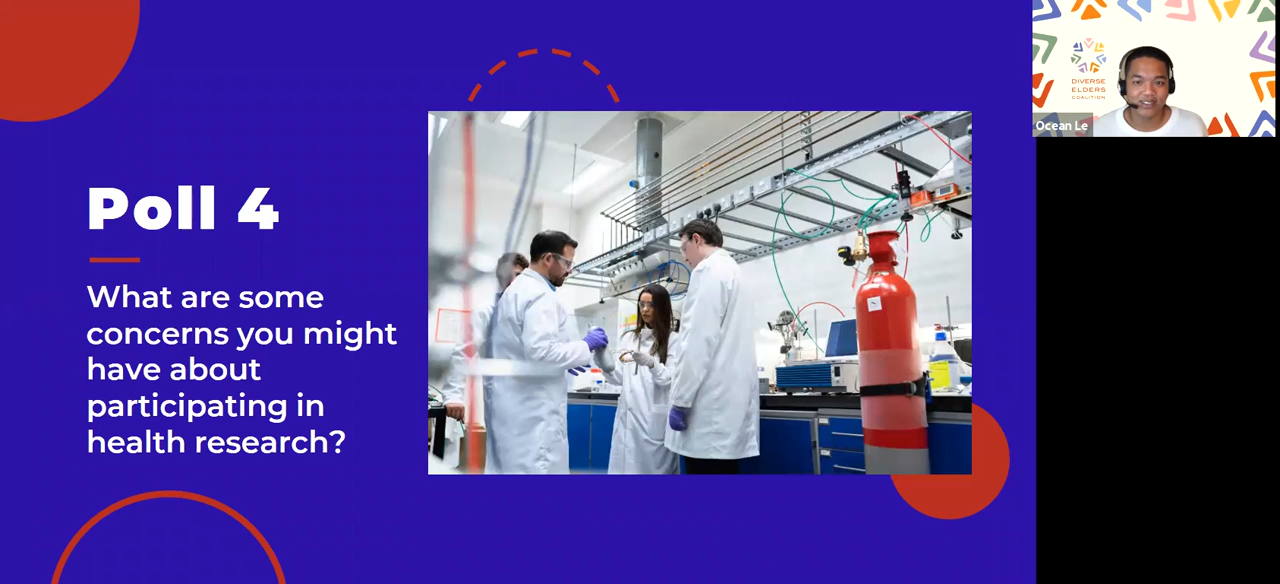 Poll 4
What are some
concerns you might
have about
participating in
health research?
DIVERSE
ELDERS
COALITION
Ocean Le